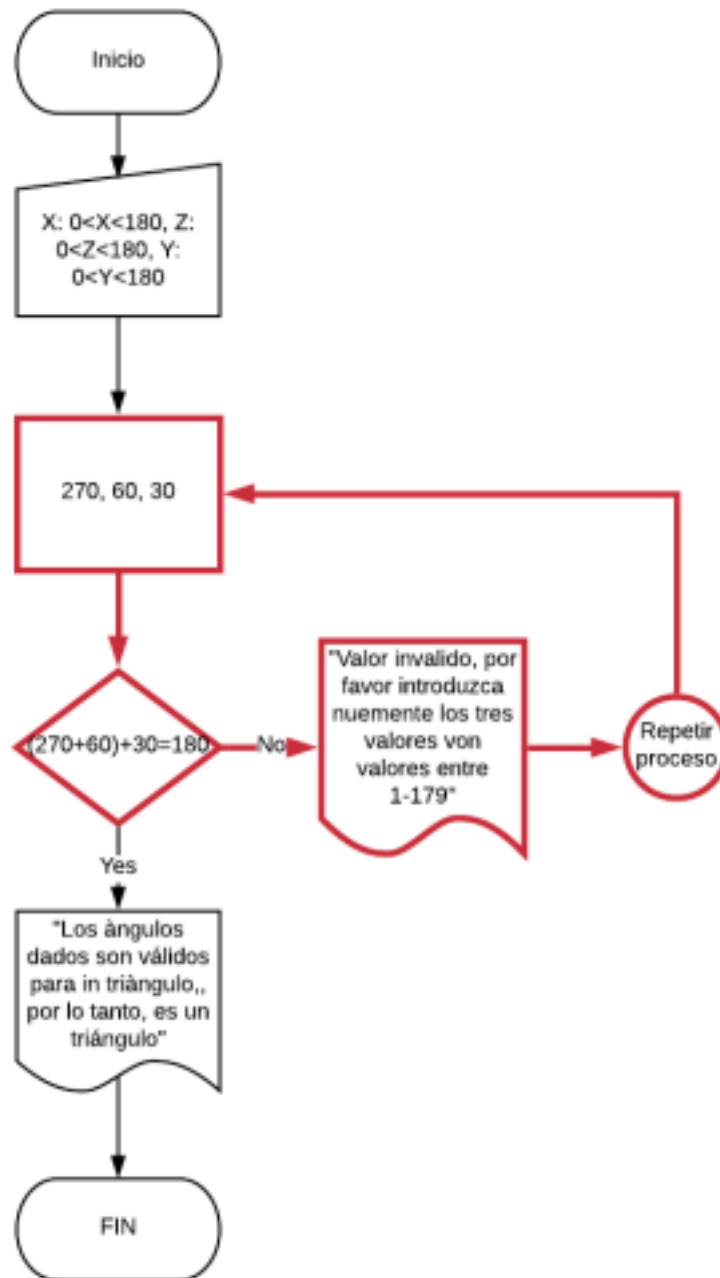 Inicio
X: 0<X<180, Z:
0<Z<180, Y:
0<Y<180
270, 60, 30
(270+60)+30=180
No
"Valor invalido, por
favor introduzca
nuemente los tres
valores von
valores entre
1-179"
Repetir
proceso
Yes
"Los àngulos
dados son válidos
para in triàngulo,,
por lo tanto, es un
triángulo"
FIN